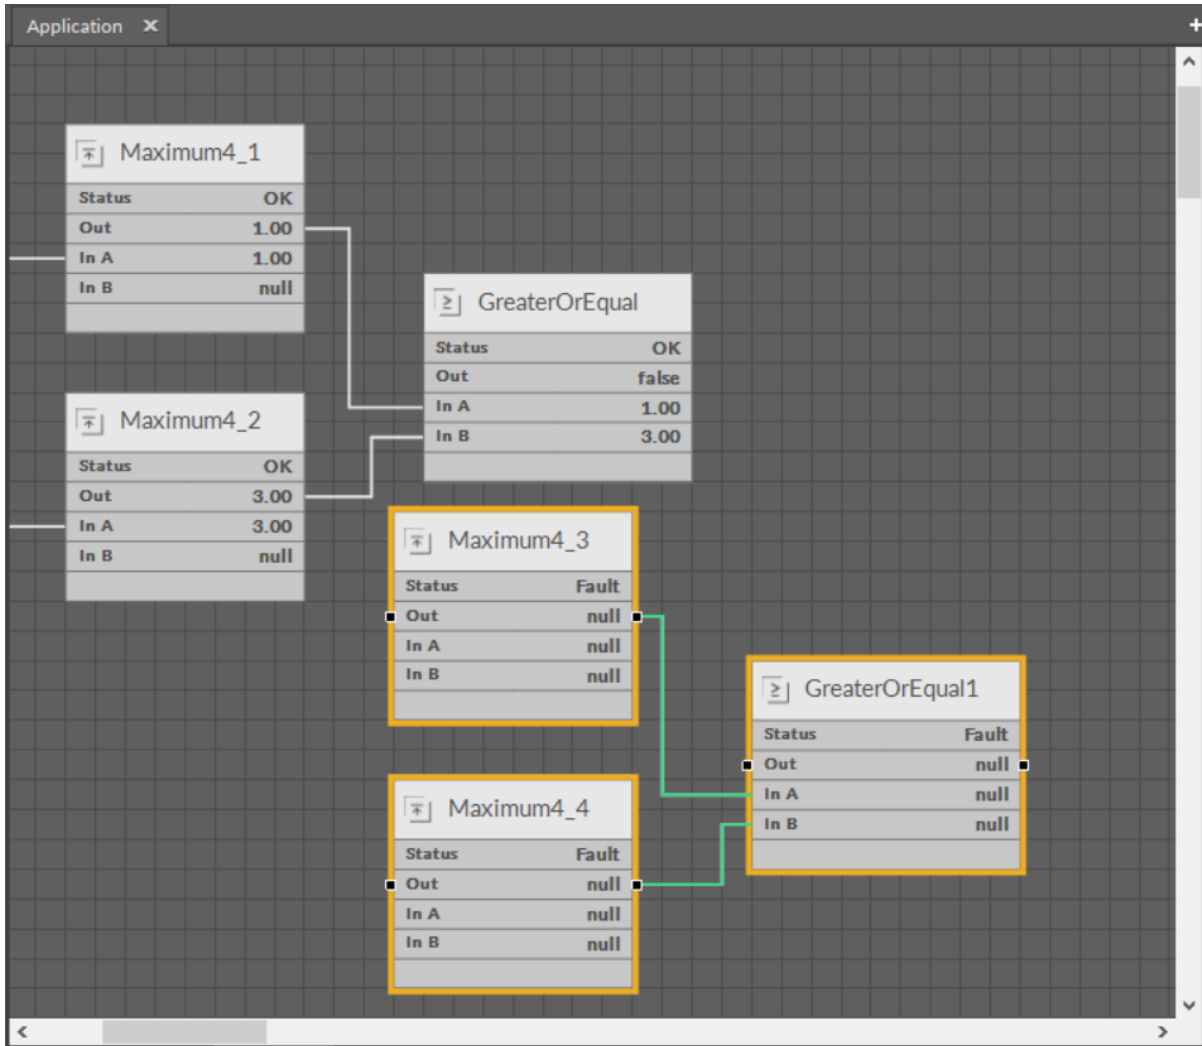 Application
Maximum4_1
Status OK
Out 1.00
In A 1.00
In B null
GreaterOrEqual
Status OK
Out false
In A 1.00
In B 3.00
Maximum4_2
Status OK
Out 3.00
In A 3.00
In B null
Maximum4_3
Status Fault
Out null
In A null
In B null
GreaterOrEqual1
Status Fault
Out null
In A null
In B null
Maximum4_4
Status Fault
Out null
In A null
In B null